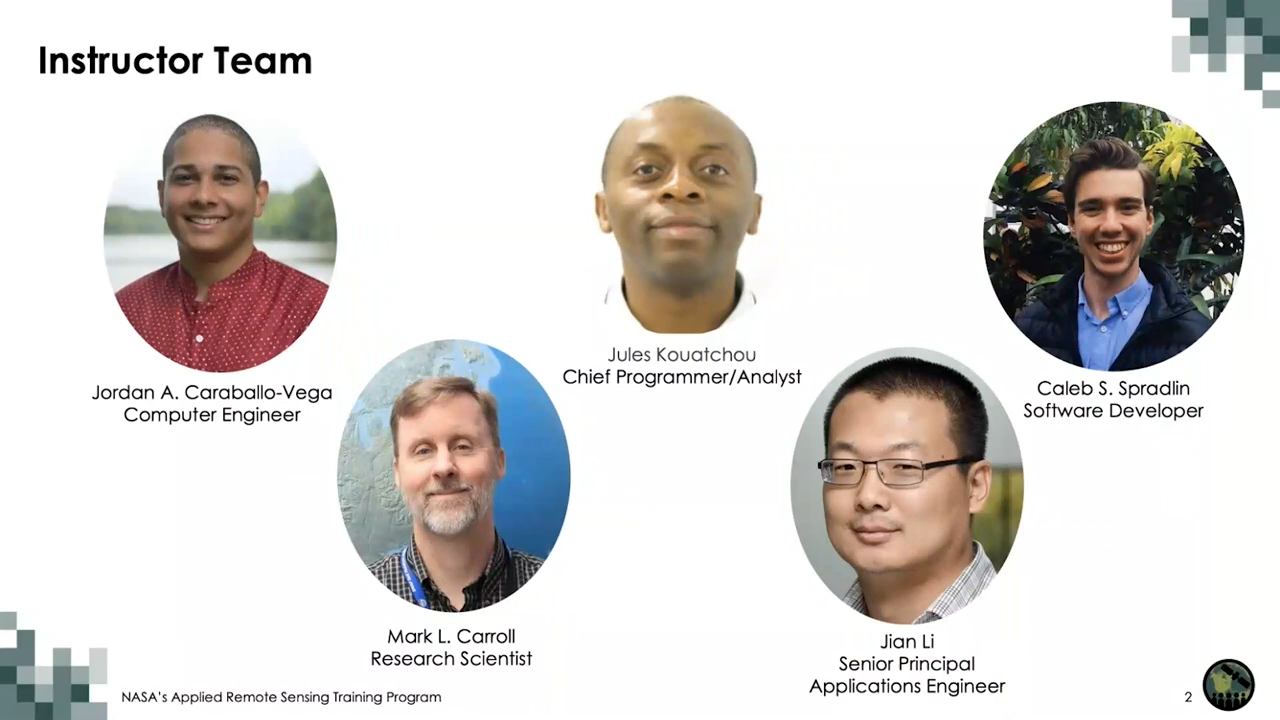 Instructor Team
Jordan A. Caraballo-Vega
Computer Engineer
Jules Kouatchou
Chief Programmer/Analyst
Caleb S. Spradlin
Software Developer
Mark L. Carroll
Research Scientist
Jian Li
Senior Principal
Applications Engineer
NASA's Applied Remote Sensing Training Program
2